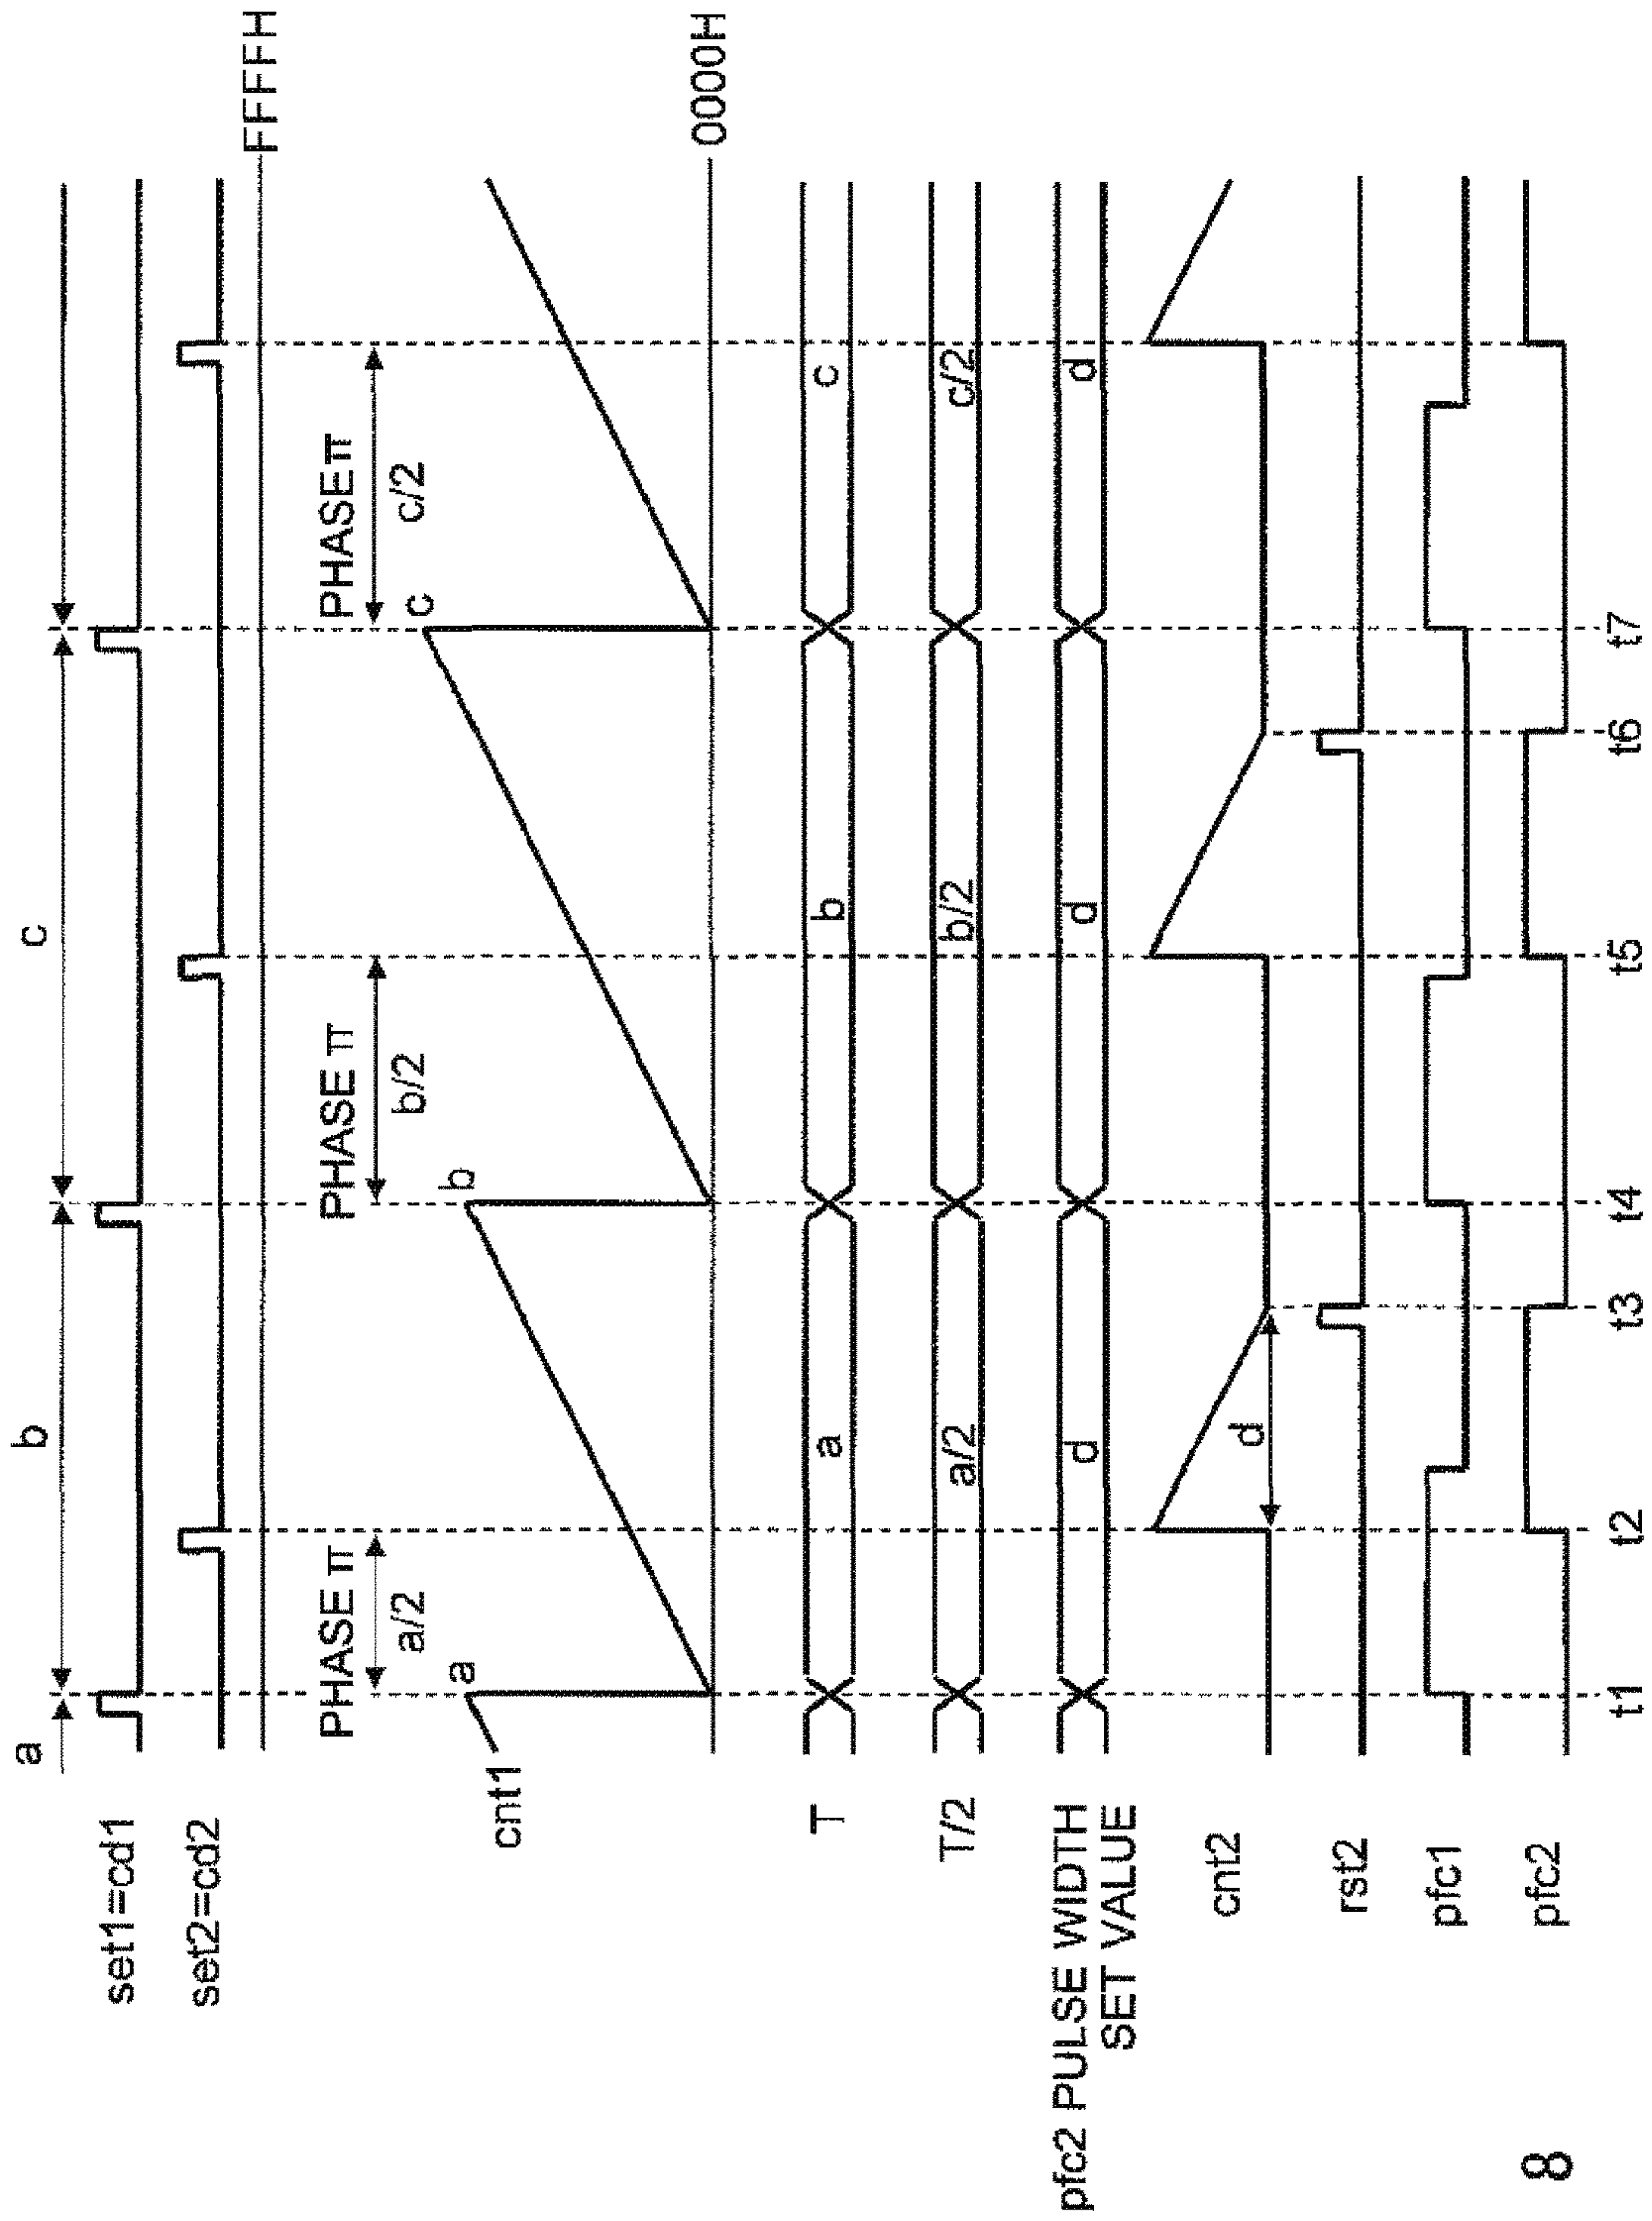 a
b
c
set1=cd1
set2=cd2
FFFFH
PHASE π
PHASE π
PHASE π
a/2
b/2
c/2
a
b
c
cnt1
0000H
T
a
b
c
T/2
a/2
b/2
c/2
pfc2 PULSE WIDTH
SET VALUE
d
d
d
cnt2
d
rst2
pfc1
pfc2
t1
t2
t3
t4
t5
t6
t7
8